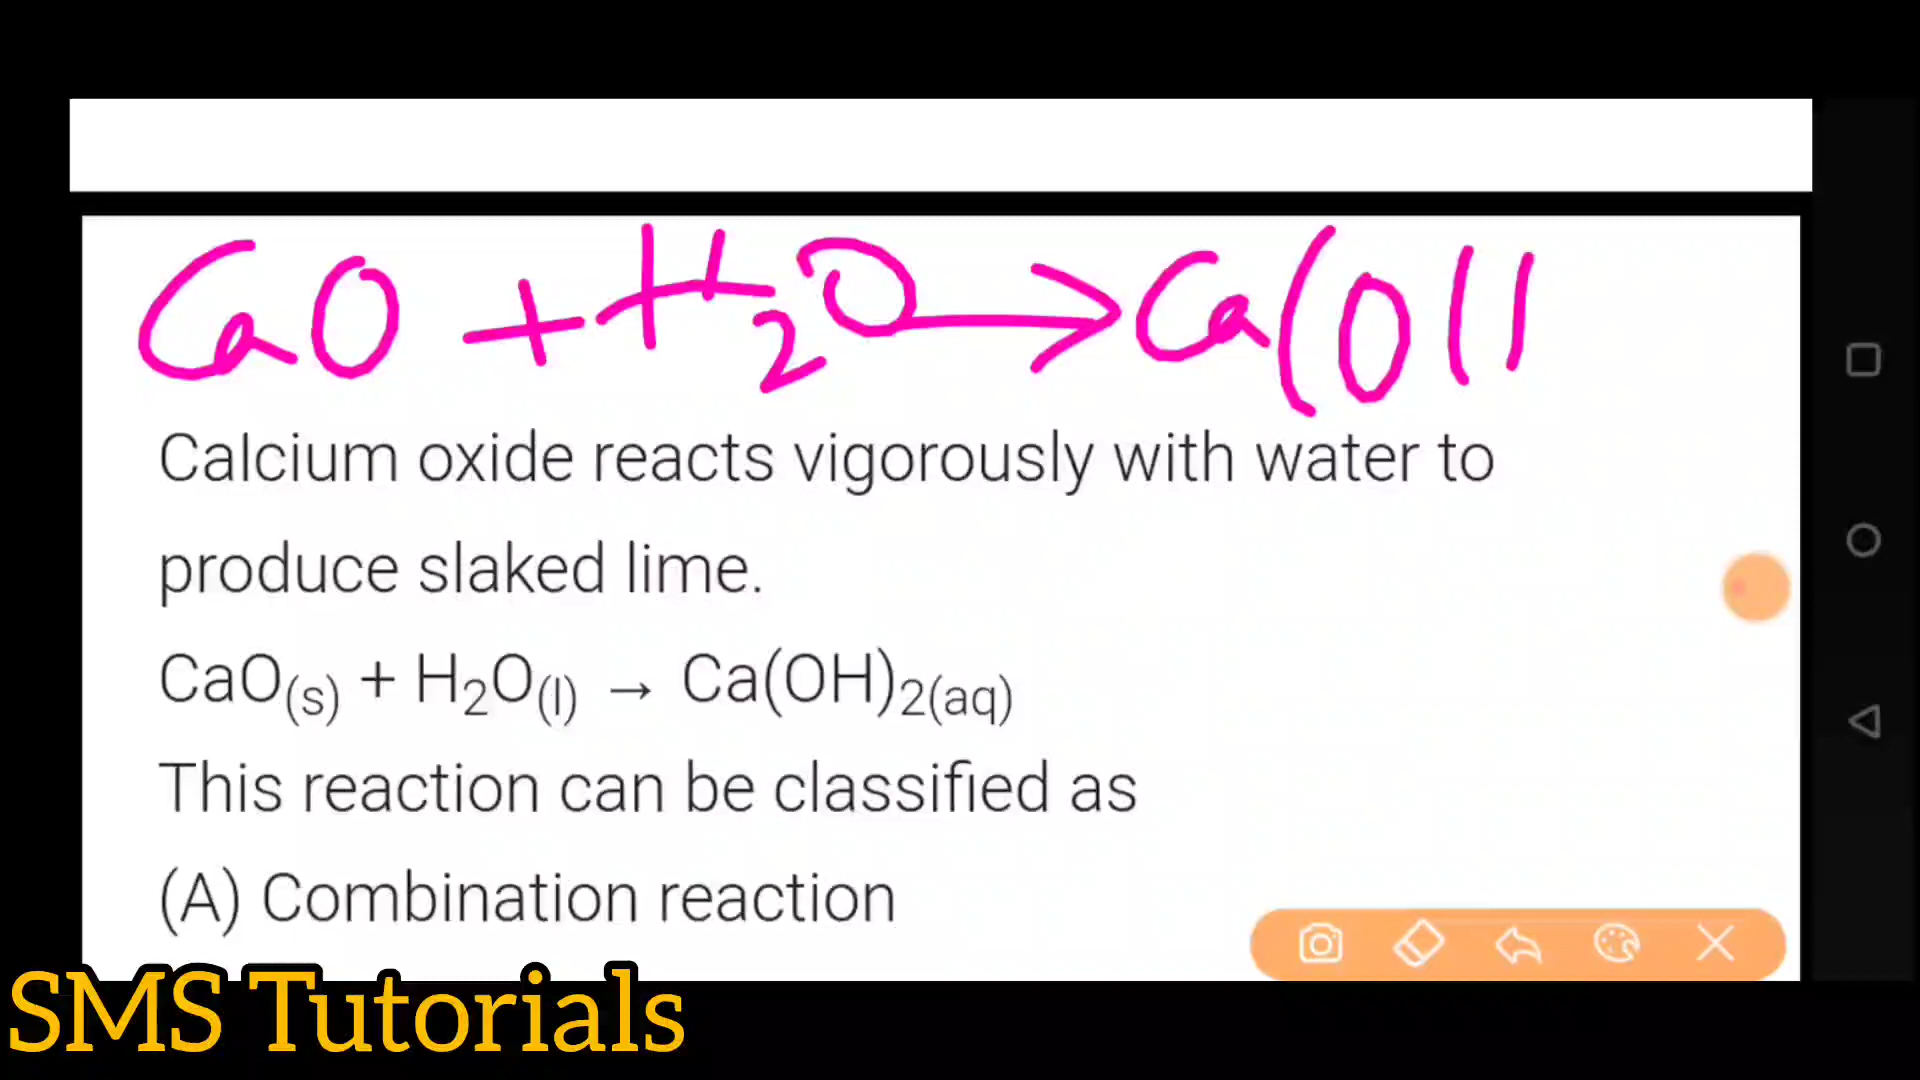 CaO + H₂O → Ca(OH
Calcium oxide reacts vigorously with water to
produce slaked lime.
CaO(s) + H₂O(l) → Ca(OH)₂(aq)
This reaction can be classified as
(A) Combination reaction
SMS Tutorials